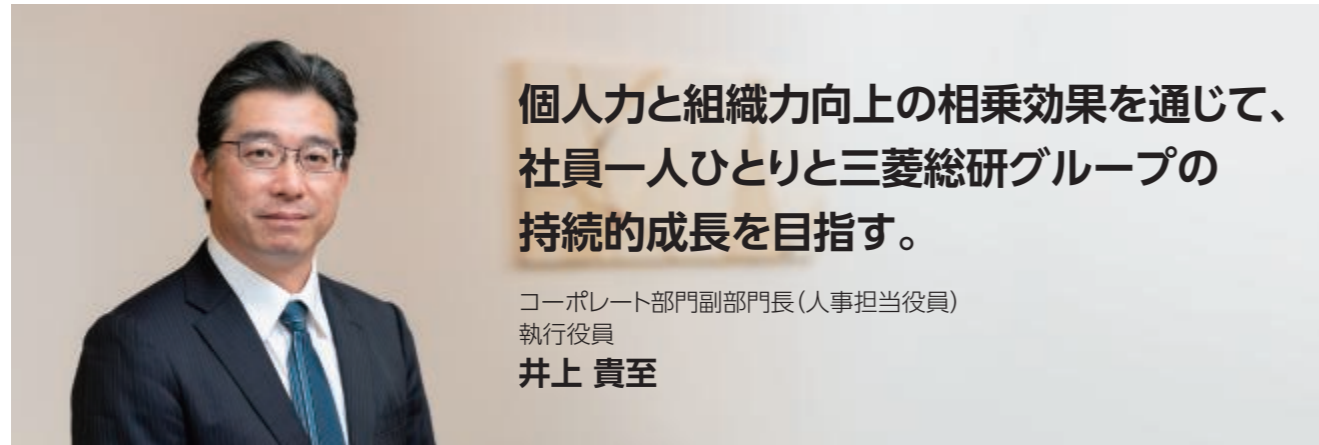 個人力と組織力向上の相乗効果を通じて、
社員一人ひとりと三菱総研グループの
持続的成長を目指す。
コーポレート部門副部門長(人事担当役員)
執行役員
井上 貴至